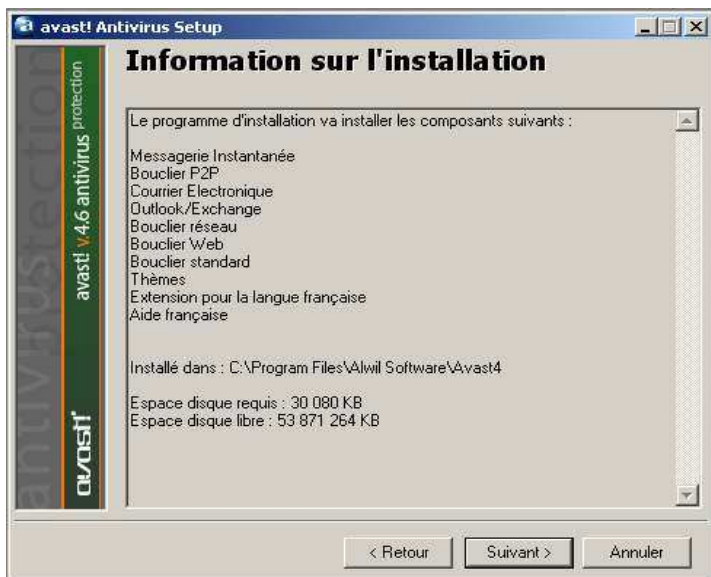 avast! Antivirus Setup
Information sur l'installation
Le programme d'installation va installer les composants suivants :
Messagerie Instantanée
Bouclier P2P
Courrier Electronique
Outlook/Exchange
Bouclier réseau
Bouclier Web
Bouclier standard
Thèmes
Extension pour la langue française
Aide française
Installé dans : C:\Program Files\Alwil Software\Avast4
Espace disque requis : 30 080 KB
Espace disque libre : 53 871 264 KB
antivirus protection
avast! v.4.6 antivirus protection
avast!
< Retour
Suivant >
Annuler